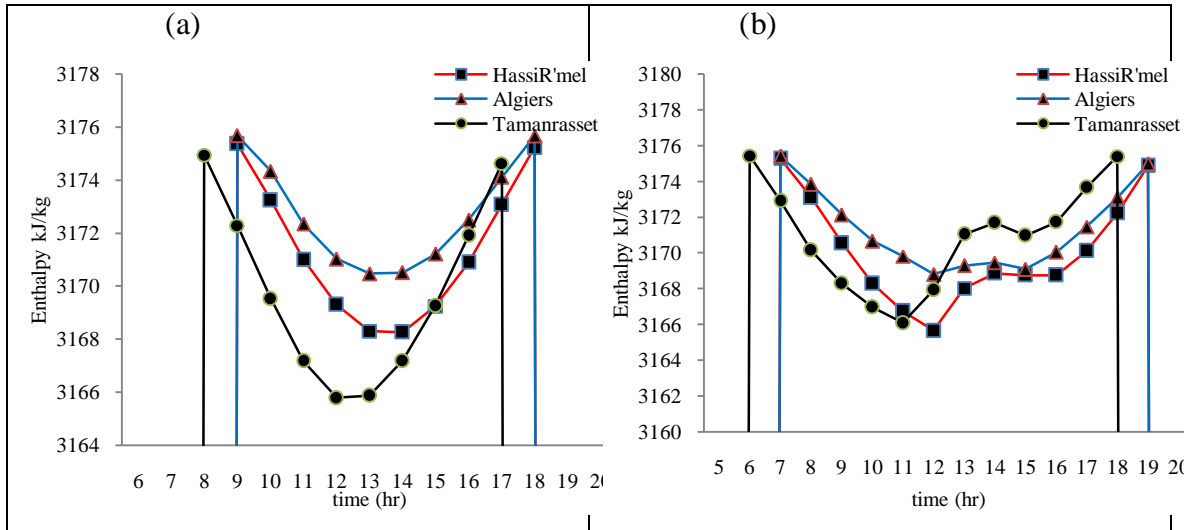 (a)
3178
3176
3174
3172
3170
3168
3166
3164
Enthalpy kJ/kg
HassiR'mel
Algiers
Tamanrasset
6 7 8 9 10 11 12 13 14 15 16 17 18 19 20
time (hr)
(b)
3180
3178
3176
3174
3172
3170
3168
3166
3164
3162
3160
Enthalpy kJ/kg
HassiR'mel
Algiers
Tamanrasset
5 6 7 8 9 10 11 12 13 14 15 16 17 18 19 20
time (hr)